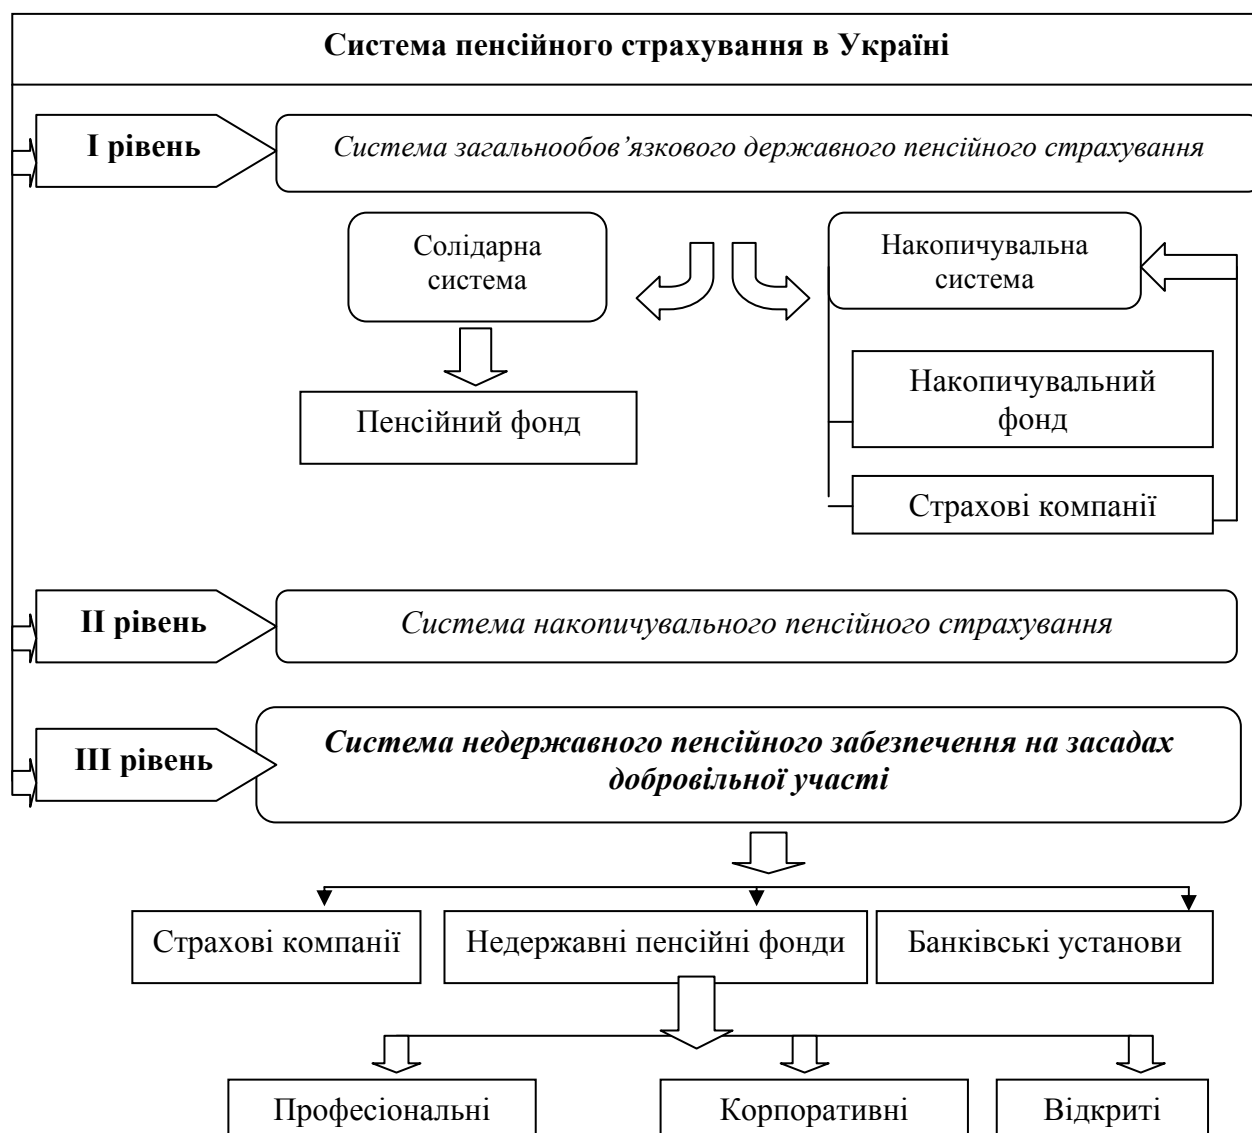 Система пенсійного страхування в Україні
І рівень
Система загальнообов’язкового державного пенсійного страхування
Солідарна
система
Накопичувальна
система
Пенсійний фонд
Накопичувальний
фонд
Страхові компанії
ІІ рівень
Система накопичувального пенсійного страхування
ІІІ рівень
Система недержавного пенсійного забезпечення на засадах
добровільної участі
Страхові компанії
Недержавні пенсійні фонди
Банківські установи
Професіональні
Корпоративні
Відкриті